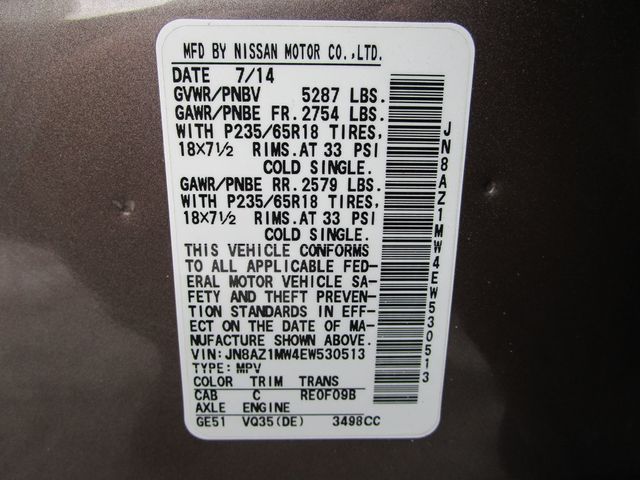 MFD BY NISSAN MOTOR CO.,LTD.
DATE 7/14
GVWR/PNBV 5287 LBS.
GAWR/PNBE FR. 2754 LBS.
WITH P235/65R18 TIRES,
18X7½ RIMS.AT 33 PSI
COLD SINGLE.
GAWR/PNBE RR. 2579 LBS.
WITH P235/65R18 TIRES,
18X7½ RIMS.AT 33 PSI
COLD SINGLE.
THIS VEHICLE CONFORMS
TO ALL APPLICABLE FED-
ERAL MOTOR VEHICLE SA-
FETY AND THEFT PREVEN-
TION STANDARDS IN EFF-
ECT ON THE DATE OF MA-
NUFACTURE SHOWN ABOVE.
VIN: JN8AZ1MW4EW530513
TYPE: MPV
COLOR TRIM TRANS
CAB C RE0F09B
AXLE ENGINE
GE51 VQ35(DE) 3498CC
JN8AZ1MW4EW530513